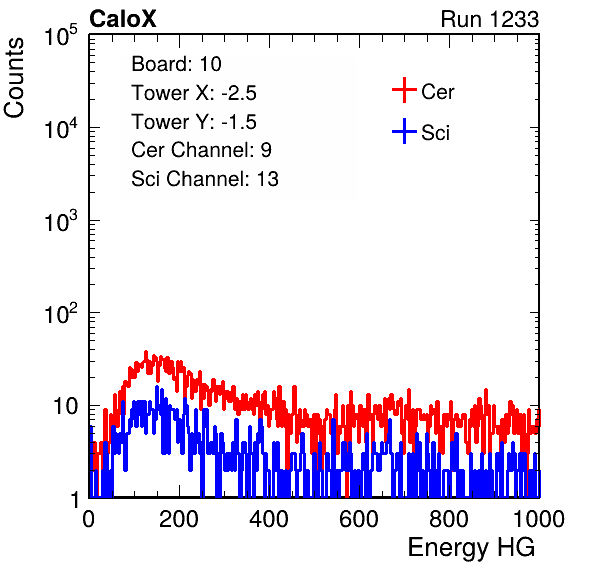 CaloX Run 1233
Counts
10^5
10^4
10^3
10^2
10
1
Board: 10
Tower X: -2.5
Tower Y: -1.5
Cer Channel: 9
Sci Channel: 13
Cer
Sci
0 200 400 600 800 1000
Energy HG